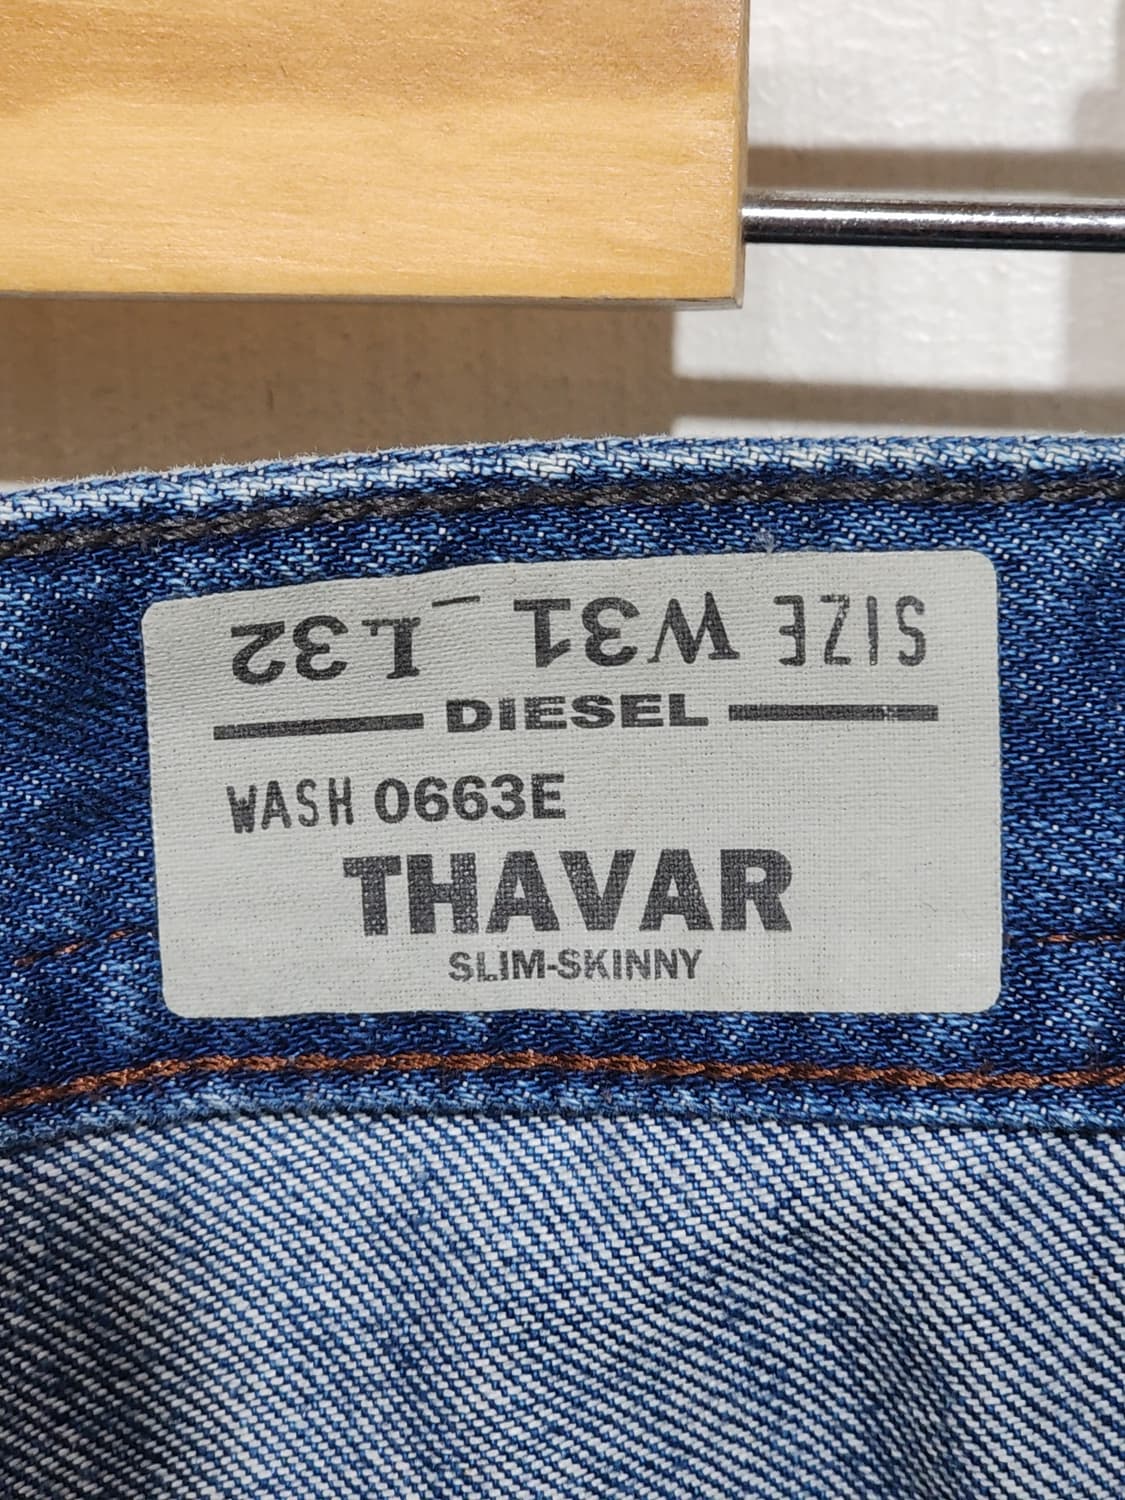 SIZE W31 _ L32
DIESEL
WASH 0663E
THAVAR
SLIM-SKINNY